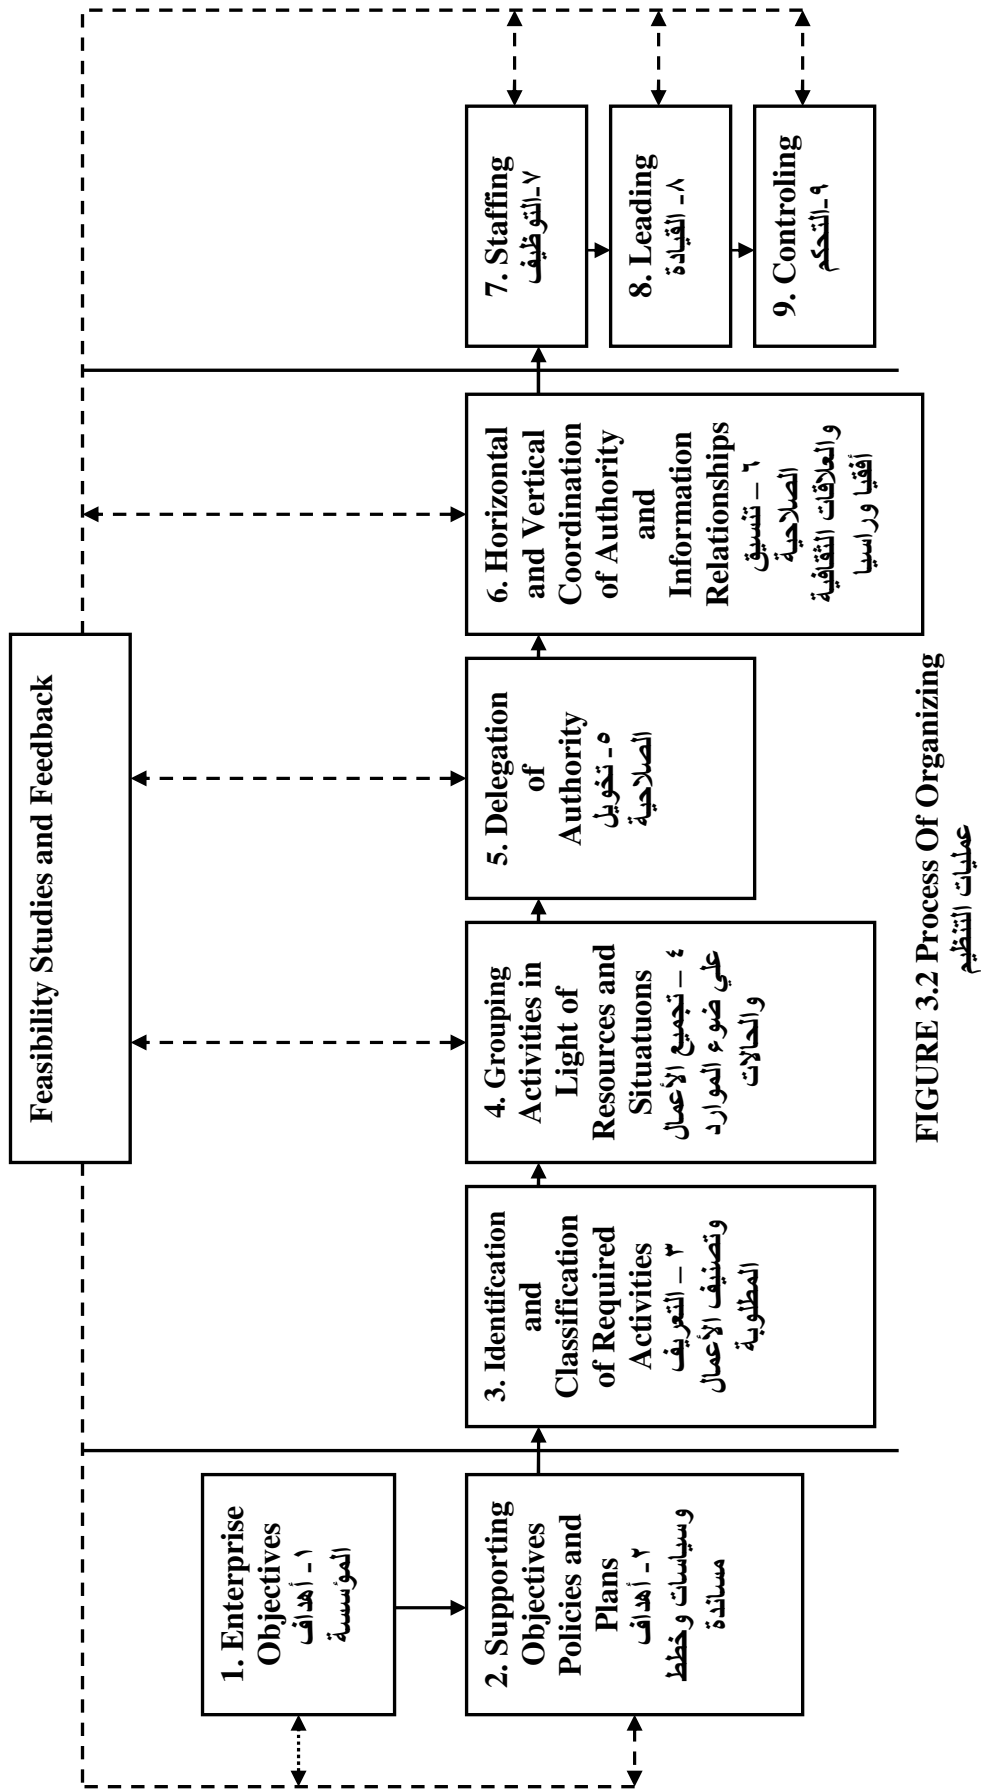 Feasibility Studies and Feedback
1. Enterprise
Objectives
١- أهداف
المؤسسة
2. Supporting
Objectives
Policies and
Plans
٢- أهداف
وسياسات وخطط
مساندة
3. Identifcation
and
Classification
of Required
Activities
٣ – التعريف
وتصنيف الأعمال
المطلوبة
4. Grouping
Activities in
Light of
Resources and
Situatuons
٤ – تجميع الأعمال
علي ضوء الموارد
والحالات
5. Delegation
of
Authority
٥- تخويل
الصلاحية
6. Horizontal
and Vertical
Coordination
of Authority
and
Information
Relationships
٦ – تنسيق
الصلاحية
والعلاقات الثقافية
أفقيا وراسيا
7. Staffing
٧-التوظيف
8. Leading
٨- القيادة
9. Controling
٩-التحكم
FIGURE 3.2 Process Of Organizing
عمليات التنظيم